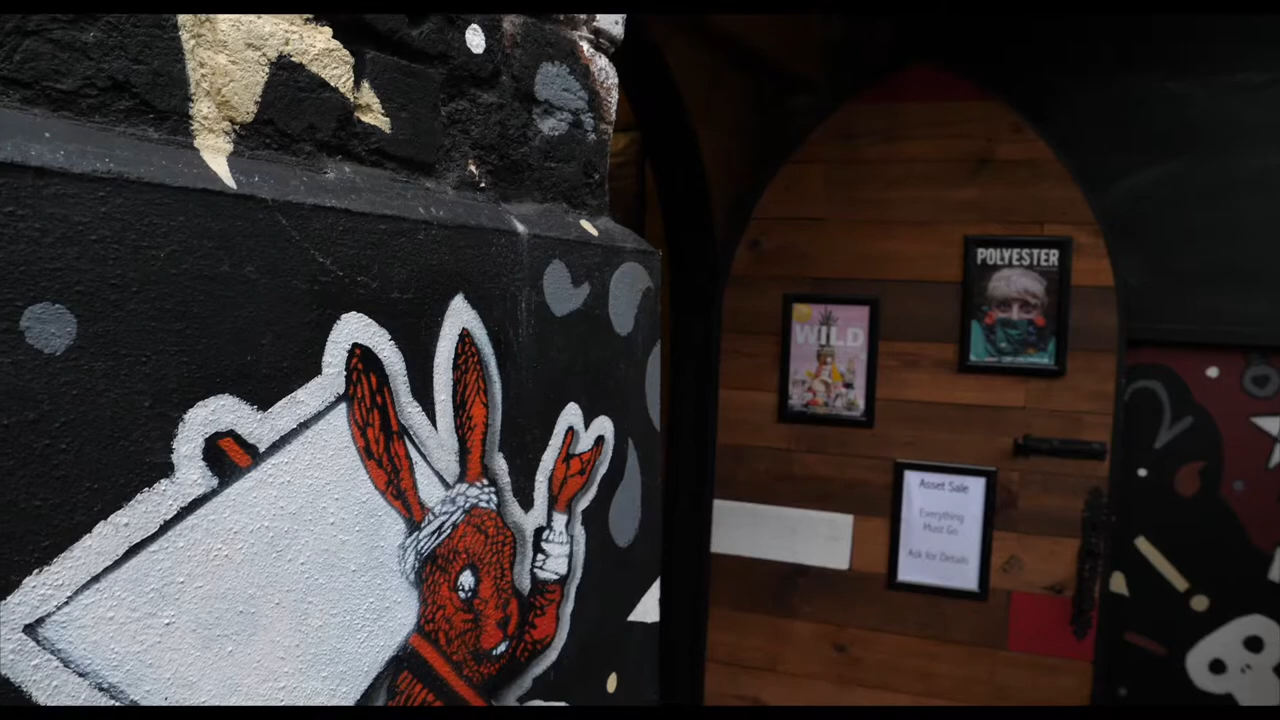 POLYESTER
WILD
Asset Sale
Everything
Must Go
Ask for Details